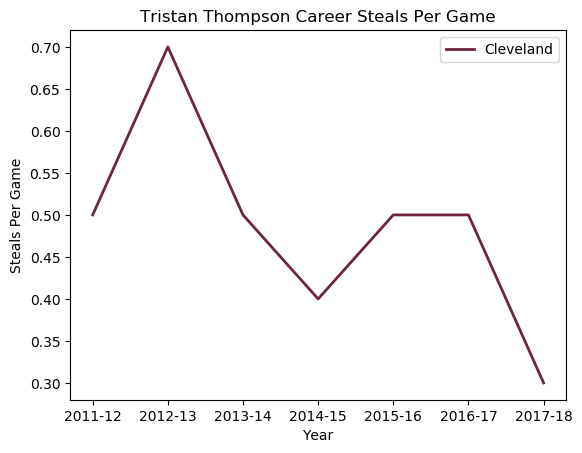 Tristan Thompson Career Steals Per Game
Cleveland
Steals Per Game
0.70
0.65
0.60
0.55
0.50
0.45
0.40
0.35
0.30
2011-12 2012-13 2013-14 2014-15 2015-16 2016-17 2017-18
Year